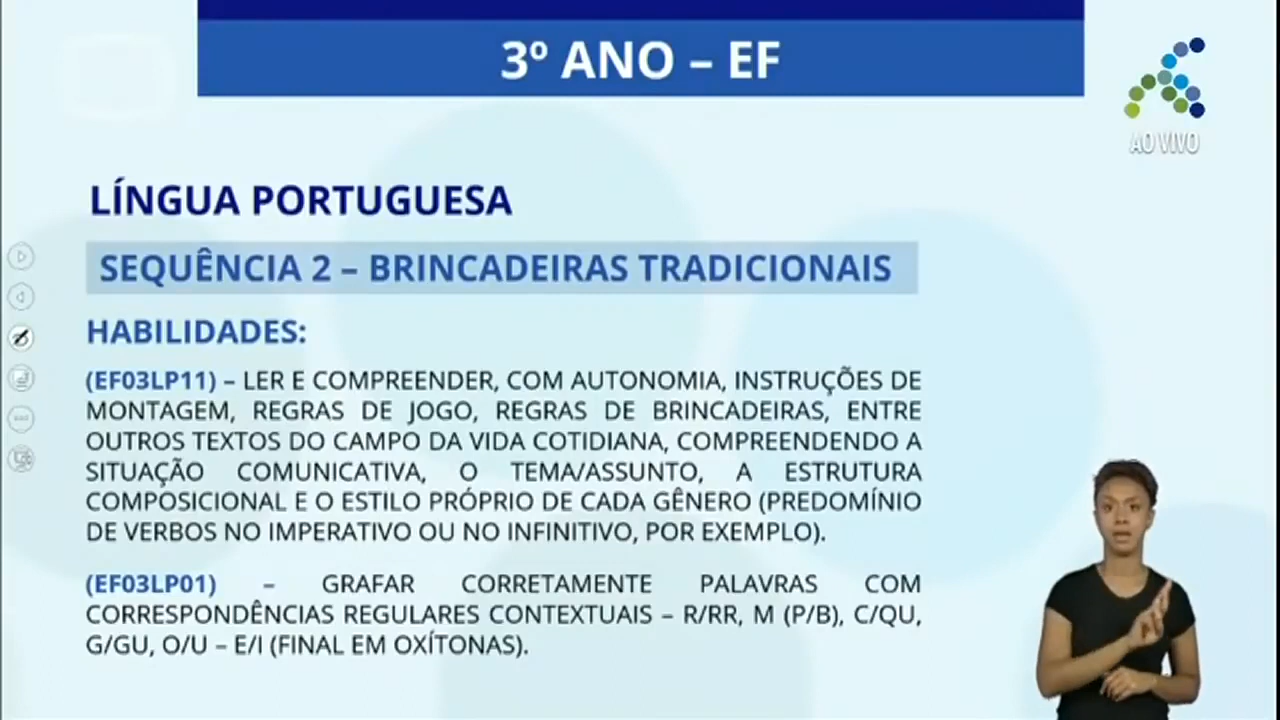 3º ANO – EF
AO VIVO
LÍNGUA PORTUGUESA
SEQUÊNCIA 2 – BRINCADEIRAS TRADICIONAIS
HABILIDADES:
(EF03LP11) – LER E COMPREENDER, COM AUTONOMIA, INSTRUÇÕES DE
MONTAGEM, REGRAS DE JOGO, REGRAS DE BRINCADEIRAS, ENTRE
OUTROS TEXTOS DO CAMPO DA VIDA COTIDIANA, COMPREENDENDO A
SITUAÇÃO COMUNICATIVA, O TEMA/ASSUNTO, A ESTRUTURA
COMPOSICIONAL E O ESTILO PRÓPRIO DE CADA GÊNERO (PREDOMÍNIO
DE VERBOS NO IMPERATIVO OU NO INFINITIVO, POR EXEMPLO).
(EF03LP01) – GRAFAR CORRETAMENTE PALAVRAS COM
CORRESPONDÊNCIAS REGULARES CONTEXTUAIS – R/RR, M (P/B), C/QU,
G/GU, O/U – E/I (FINAL EM OXÍTONAS).